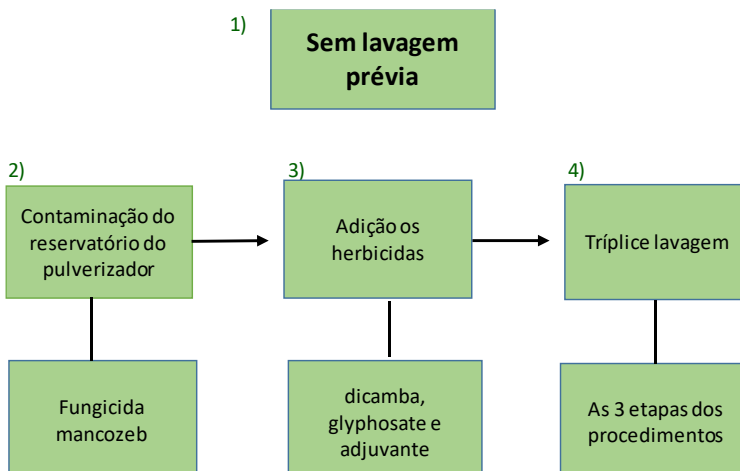 1)
Sem lavagem
prévia
2)
Contaminação do
reservatório do
pulverizador
3)
Adição os
herbicidas
4)
Tríplice lavagem
Fungicida
mancozeb
dicamba,
glyphosate e
adjuvante
As 3 etapas dos
procedimentos